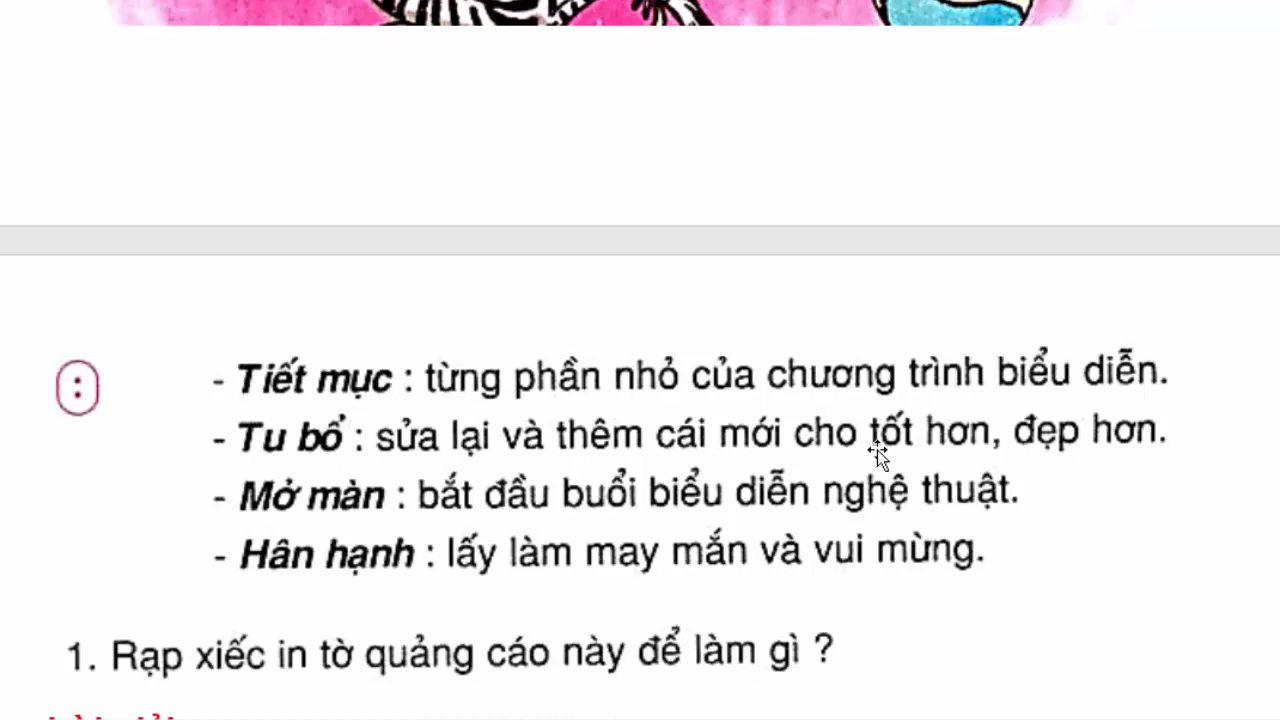 :
- Tiết mục : từng phần nhỏ của chương trình biểu diễn.
- Tu bổ : sửa lại và thêm cái mới cho tốt hơn, đẹp hơn.
- Mở màn : bắt đầu buổi biểu diễn nghệ thuật.
- Hân hạnh : lấy làm may mắn và vui mừng.
1. Rạp xiếc in tờ quảng cáo này để làm gì ?